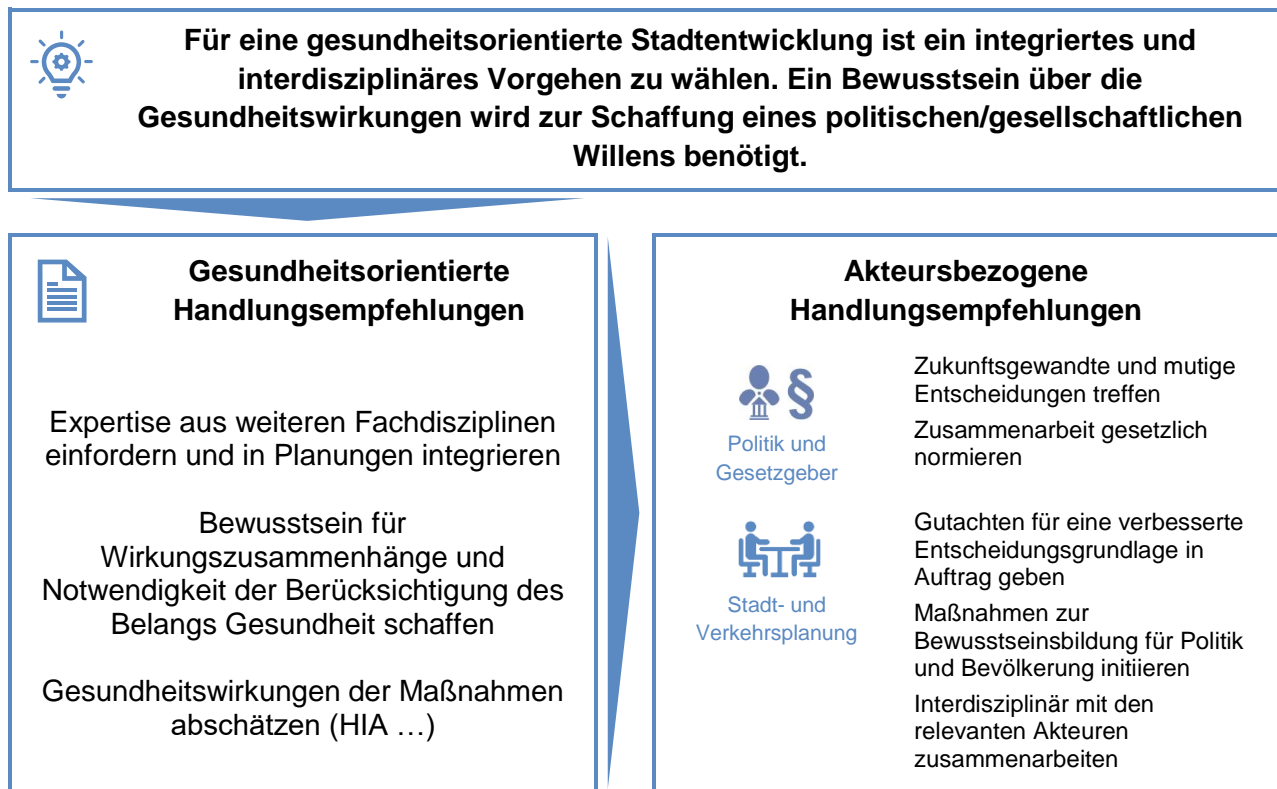 Für eine gesundheitsorientierte Stadtentwicklung ist ein integriertes und
interdisziplinäres Vorgehen zu wählen. Ein Bewusstsein über die
Gesundheitswirkungen wird zur Schaffung eines politischen/gesellschaftlichen
Willens benötigt.
Gesundheitsorientierte
Handlungsempfehlungen
Expertise aus weiteren Fachdisziplinen
einfordern und in Planungen integrieren
Bewusstsein für
Wirkungszusammenhänge und
Notwendigkeit der Berücksichtigung des
Belangs Gesundheit schaffen
Gesundheitswirkungen der Maßnahmen
abschätzen (HIA …)
Akteursbezogene
Handlungsempfehlungen
§
Politik und
Gesetzgeber
Zukunftsgewandte und mutige
Entscheidungen treffen
Zusammenarbeit gesetzlich
normieren
Stadt- und
Verkehrsplanung
Gutachten für eine verbesserte
Entscheidungsgrundlage in
Auftrag geben
Maßnahmen zur
Bewusstseinsbildung für Politik
und Bevölkerung initiieren
Interdisziplinär mit den
relevanten Akteuren
zusammenarbeiten